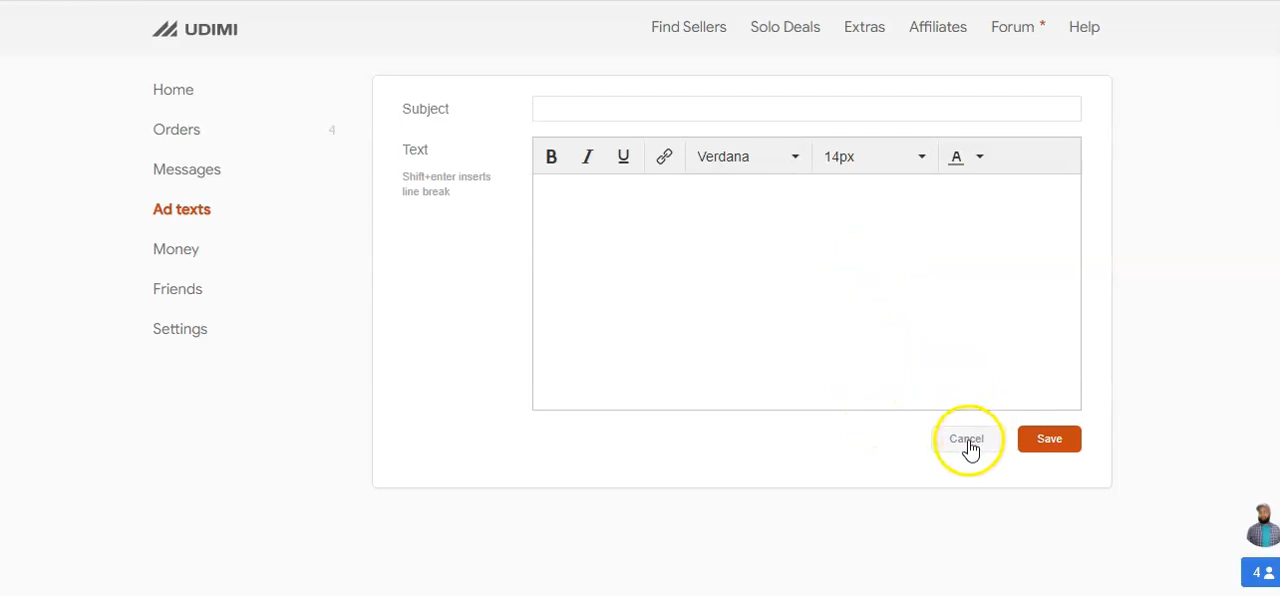 UDIMI
Find Sellers Solo Deals Extras Affiliates Forum * Help
Home
Orders 4
Messages
Ad texts
Money
Friends
Settings
Subject
Text
Shift+enter inserts
line break
B I U Verdana 14px A
Cancel Save
4